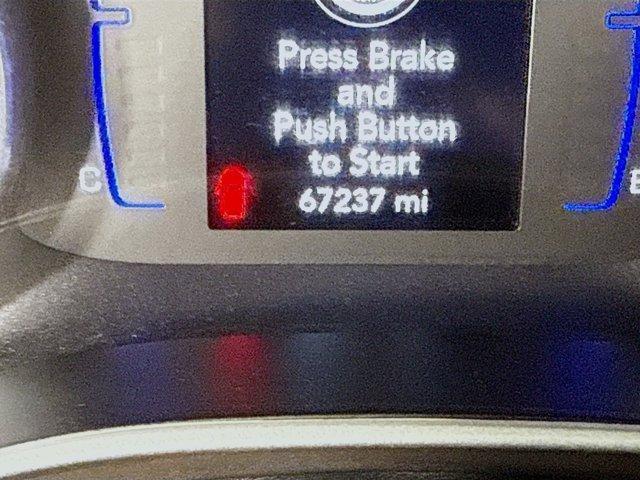 Press Brake
and
Push Button
to Start
C
67237 mi
E